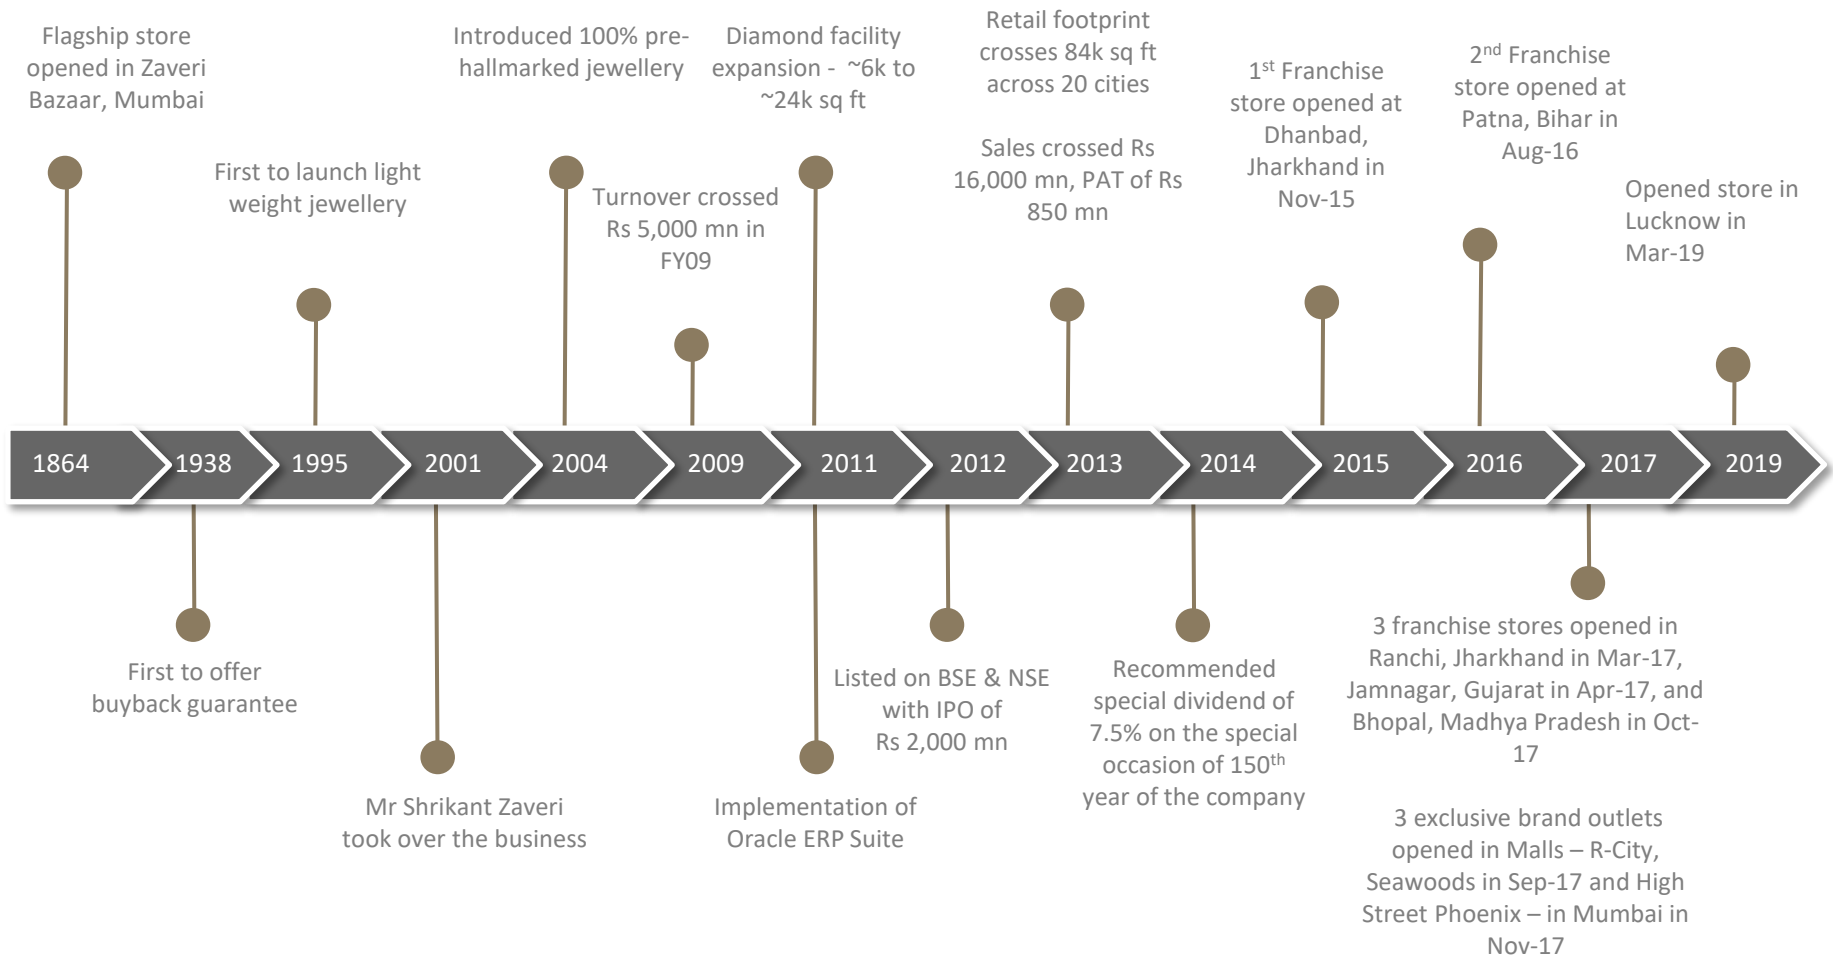 Flagship store
opened in Zaveri
Bazaar, Mumbai
First to launch light
weight jewellery
Introduced 100% pre-
hallmarked jewellery
Turnover crossed
Rs 5,000 mn in
FY09
Diamond facility
expansion - ~6k to
~24k sq ft
Retail footprint
crosses 84k sq ft
across 20 cities
Sales crossed Rs
16,000 mn, PAT of Rs
850 mn
1st Franchise
store opened at
Dhanbad,
Jharkhand in
Nov-15
2nd Franchise
store opened at
Patna, Bihar in
Aug-16
Opened store in
Lucknow in
Mar-19
1864 1938 1995 2001 2004 2009 2011 2012 2013 2014 2015 2016 2017 2019
First to offer
buyback guarantee
Mr Shrikant Zaveri
took over the business
Implementation of
Oracle ERP Suite
Listed on BSE & NSE
with IPO of
Rs 2,000 mn
Recommended
special dividend of
7.5% on the special
occasion of 150th
year of the company
3 franchise stores opened in
Ranchi, Jharkhand in Mar-17,
Jamnagar, Gujarat in Apr-17, and
Bhopal, Madhya Pradesh in Oct-
17
3 exclusive brand outlets
opened in Malls – R-City,
Seawoods in Sep-17 and High
Street Phoenix – in Mumbai in
Nov-17